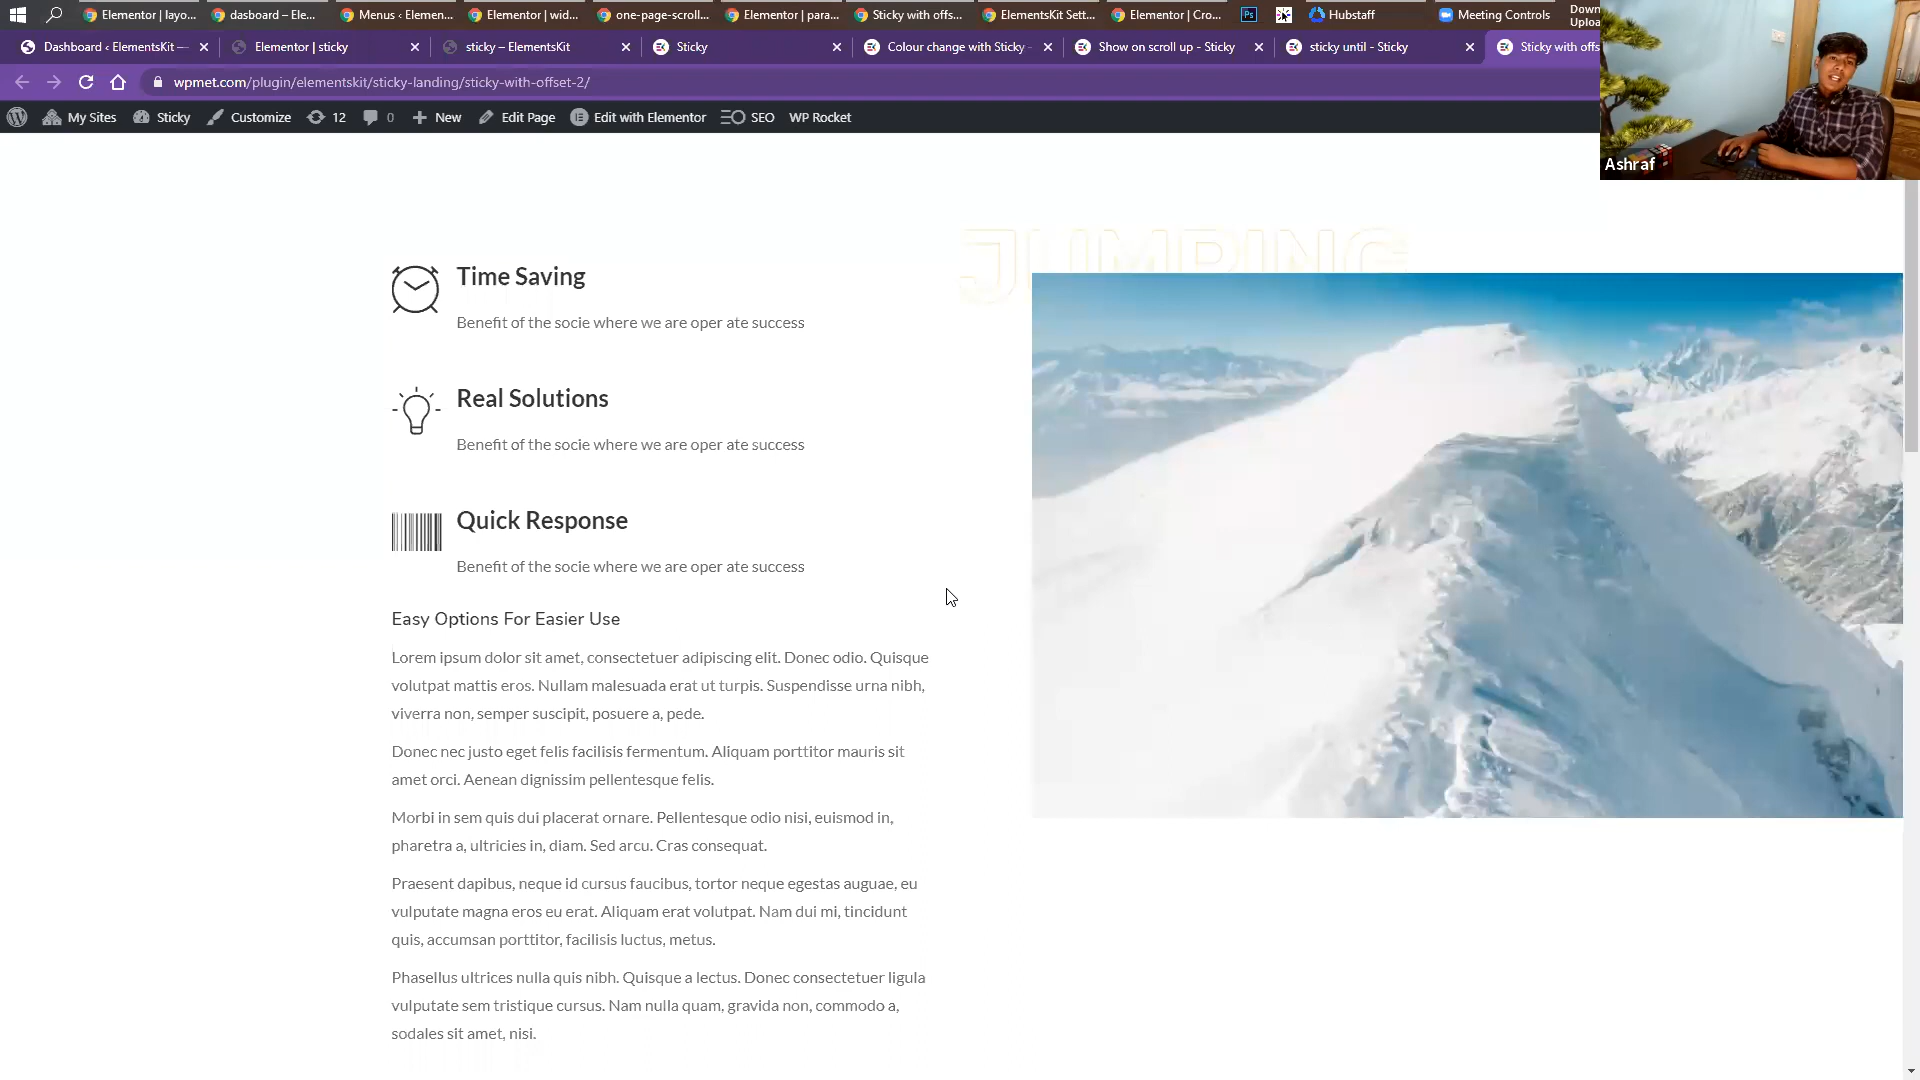 Elementor | layo...
dasboard – Ele...
Menus ‹ Elemen...
Elementor | wid...
one-page-scroll...
Elementor | para...
Sticky with offs...
ElementsKit Sett...
Elementor | Cro...
Ps
Hubstaff
Meeting Controls
Down
Uploa
Dashboard ‹ ElementsKit —
Elementor | sticky
sticky – ElementsKit
Sticky
Colour change with Sticky -
Show on scroll up - Sticky
sticky until - Sticky
Sticky with offs
wpmet.com/plugin/elementskit/sticky-landing/sticky-with-offset-2/
My Sites
Sticky
Customize
12
0
New
Edit Page
Edit with Elementor
SEO
WP Rocket
Ashraf
JUMPING
Time Saving
Benefit of the socie where we are oper ate success
Real Solutions
Benefit of the socie where we are oper ate success
Quick Response
Benefit of the socie where we are oper ate success
Easy Options For Easier Use
Lorem ipsum dolor sit amet, consectetuer adipiscing elit. Donec odio. Quisque
volutpat mattis eros. Nullam malesuada erat ut turpis. Suspendisse urna nibh,
viverra non, semper suscipit, posuere a, pede.
Donec nec justo eget felis facilisis fermentum. Aliquam porttitor mauris sit
amet orci. Aenean dignissim pellentesque felis.
Morbi in sem quis dui placerat ornare. Pellentesque odio nisi, euismod in,
pharetra a, ultricies in, diam. Sed arcu. Cras consequat.
Praesent dapibus, neque id cursus faucibus, tortor neque egestas auguae, eu
vulputate magna eros eu erat. Aliquam erat volutpat. Nam dui mi, tincidunt
quis, accumsan porttitor, facilisis luctus, metus.
Phasellus ultrices nulla quis nibh. Quisque a lectus. Donec consectetuer ligula
vulputate sem tristique cursus. Nam nulla quam, gravida non, commodo a,
sodales sit amet, nisi.